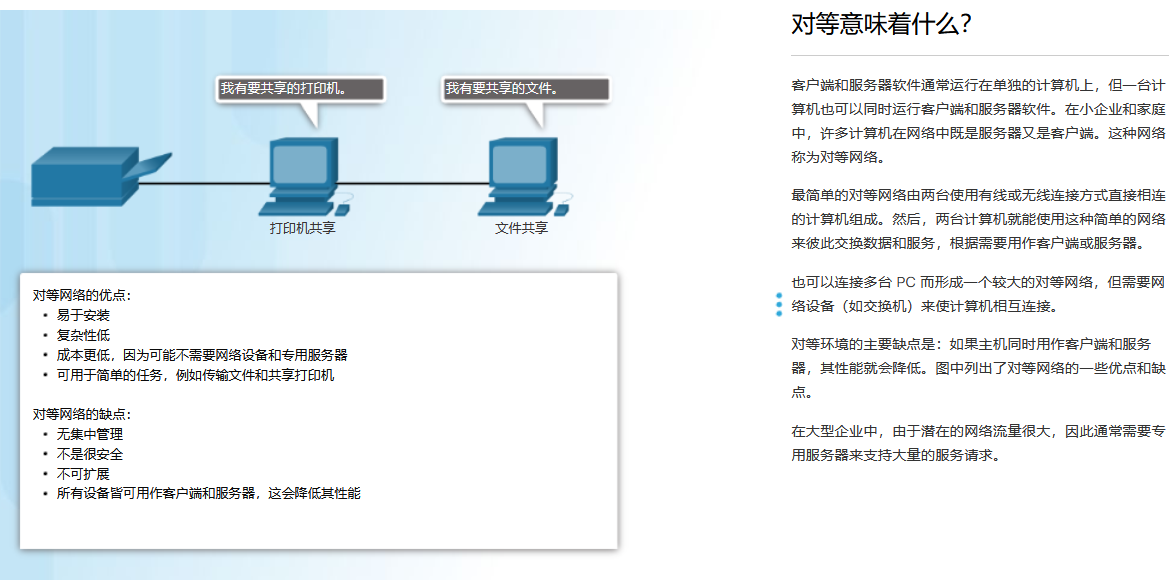 我有要共享的打印机。
我有要共享的文件。
打印机共享
文件共享
对等网络的优点：
• 易于安装
• 复杂性低
• 成本更低，因为可能不需要网络设备和专用服务器
• 可用于简单的任务，例如传输文件和共享打印机
对等网络的缺点：
• 无集中管理
• 不是很安全
• 不可扩展
• 所有设备皆可用作客户端和服务器，这会降低其性能
对等意味着什么？
客户端和服务器软件通常运行在单独的计算机上，但一台计
算机也可以同时运行客户端和服务器软件。在小企业和家庭
中，许多计算机在网络中既是服务器又是客户端。这种网络
称为对等网络。
最简单的对等网络由两台使用有线或无线连接方式直接相连
的计算机组成。然后，两台计算机就能使用这种简单的网络
来彼此交换数据和服务，根据需要用作客户端或服务器。
也可以连接多台 PC 而形成一个较大的对等网络，但需要网
络设备（如交换机）来使计算机相互连接。
对等环境的主要缺点是：如果主机同时用作客户端和服务
器，其性能就会降低。图中列出了对等网络的一些优点和缺
点。
在大型企业中，由于潜在的网络流量很大，因此通常需要专
用服务器来支持大量的服务请求。